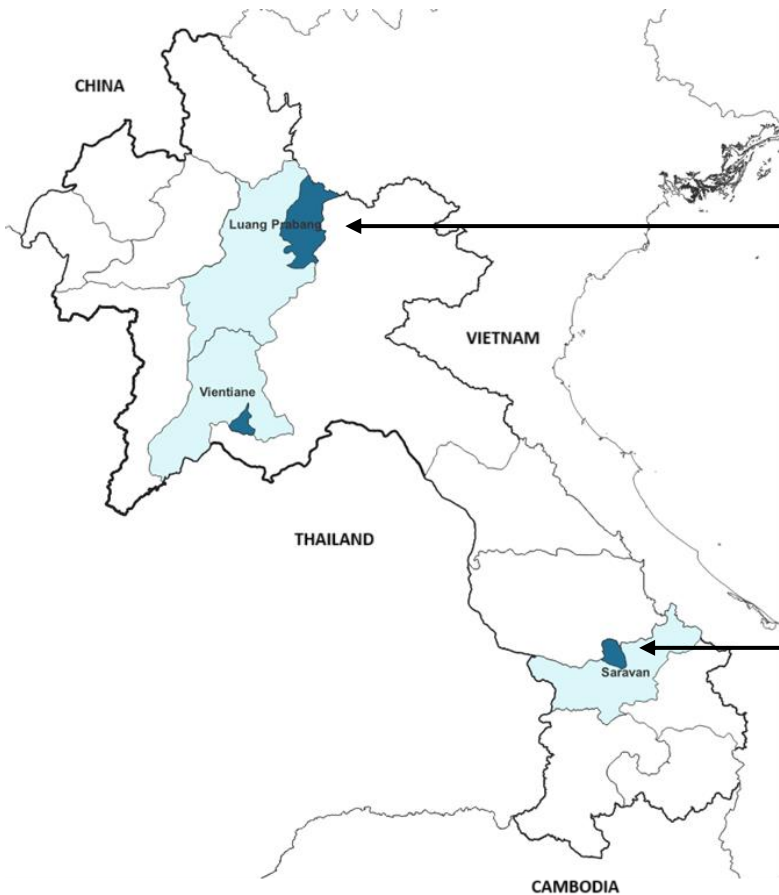 CHINA
Luang Prabang
VIETNAM
Vientiane
THAILAND
Saravan
CAMBODIA